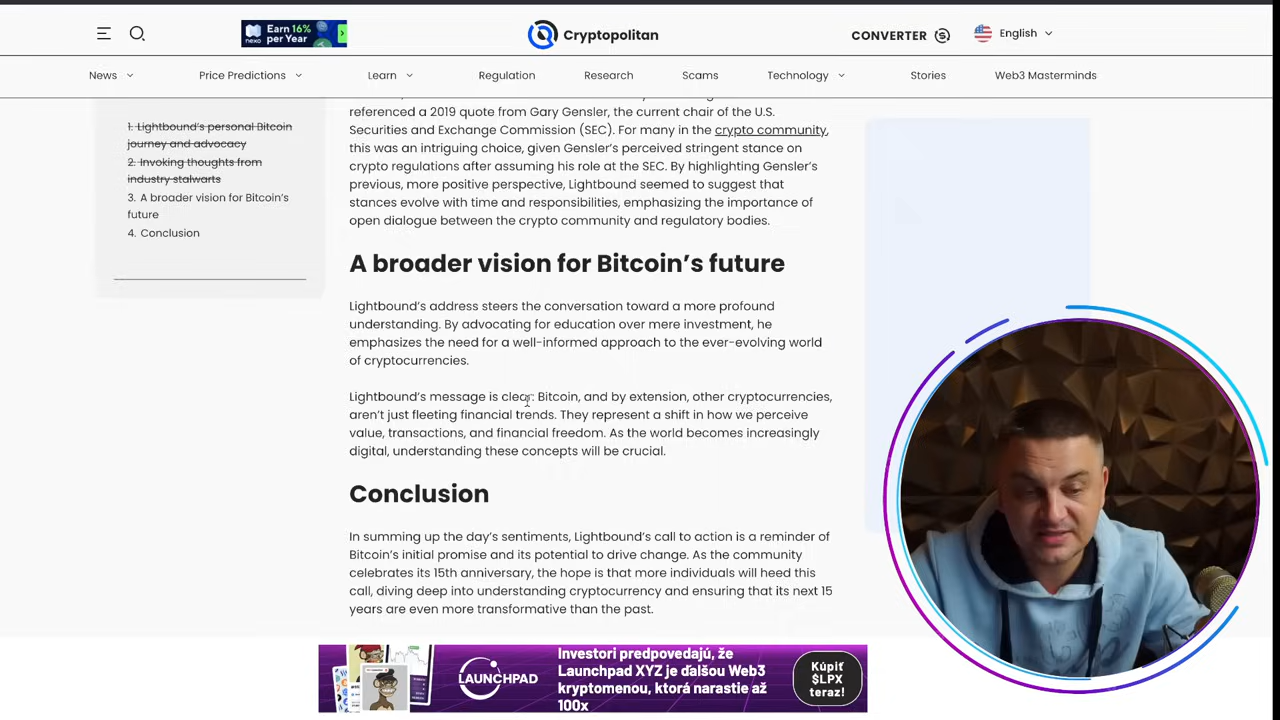 nexo
Earn 16%
per Year
Cryptopolitan
CONVERTER
English
News
Price Predictions
Learn
Regulation
Research
Scams
Technology
Stories
Web3 Masterminds
1. Lightbound's personal Bitcoin
journey and advocacy
2. Invoking thoughts from
industry stalwarts
3. A broader vision for Bitcoin's
future
4. Conclusion
referenced a 2019 quote from Gary Gensler, the current chair of the U.S.
Securities and Exchange Commission (SEC). For many in the crypto community,
this was an intriguing choice, given Gensler's perceived stringent stance on
crypto regulations after assuming his role at the SEC. By highlighting Gensler's
previous, more positive perspective, Lightbound seemed to suggest that
stances evolve with time and responsibilities, emphasizing the importance of
open dialogue between the crypto community and regulatory bodies.
A broader vision for Bitcoin's future
Lightbound's address steers the conversation toward a more profound
understanding. By advocating for education over mere investment, he
emphasizes the need for a well-informed approach to the ever-evolving world
of cryptocurrencies.
Lightbound's message is clear: Bitcoin, and by extension, other cryptocurrencies,
aren't just fleeting financial trends. They represent a shift in how we perceive
value, transactions, and financial freedom. As the world becomes increasingly
digital, understanding these concepts will be crucial.
Conclusion
In summing up the day's sentiments, Lightbound's call to action is a reminder of
Bitcoin's initial promise and its potential to drive change. As the community
celebrates its 15th anniversary, the hope is that more individuals will heed this
call, diving deep into understanding cryptocurrency and ensuring that its next 15
years are even more transformative than the past.
LAUNCHPAD
Investori predpovedajú, že
Launchpad XYZ je ďalšou Web3
kryptomenou, ktorá narastie až
100x
Kúpiť
$LPX
teraz!